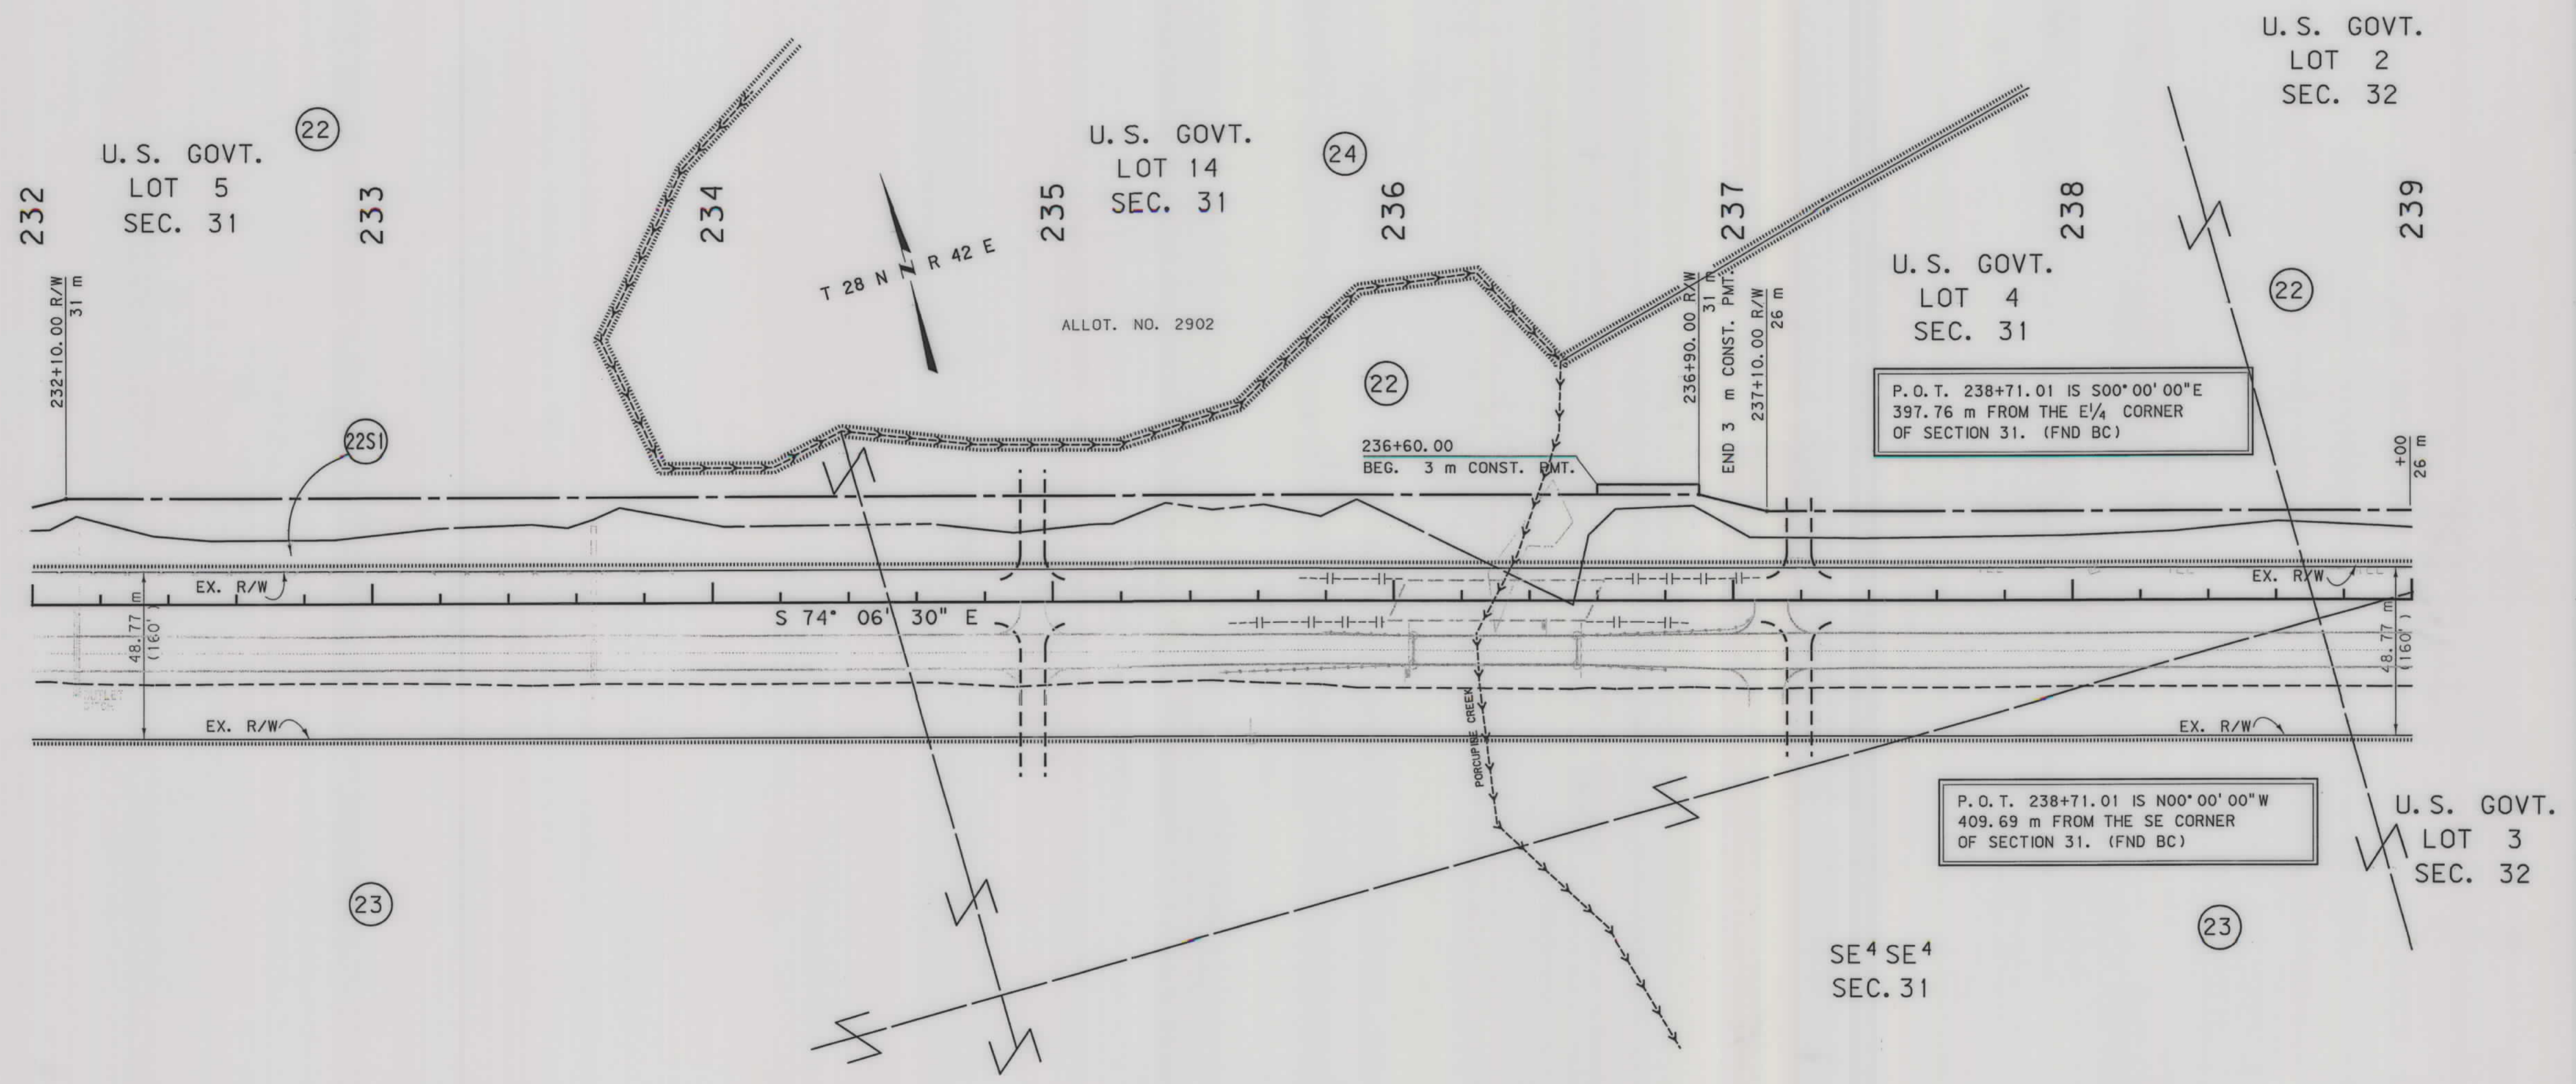 U.S. GOVT.
LOT 2
SEC. 32
22
U.S. GOVT.
LOT 5
SEC. 31
U.S. GOVT.
LOT 14
SEC. 31
24
232
233
234
235
236
237
238
239
T 28 N R 42 E
N
ALLOT. NO. 2902
U.S. GOVT.
LOT 4
SEC. 31
22
232+10.00 R/W
31 m
236+90.00 R/W
31 m
END 3 m CONST. PMT.
237+10.00 R/W
26 m
22
P.O.T. 238+71.01 IS S00°00'00"E
397.76 m FROM THE E1/4 CORNER
OF SECTION 31. (FND BC)
22S1
236+60.00
BEG. 3 m CONST. PMT.
+00
26 m
EX. R/W
EX. R/W
S 74° 06' 30" E
48.77 m
(160')
48.77 m
(160')
EX. R/W
EX. R/W
PORCUPINE CREEK
P.O.T. 238+71.01 IS N00°00'00"W
409.69 m FROM THE SE CORNER
OF SECTION 31. (FND BC)
U.S. GOVT.
LOT 3
SEC. 32
23
23
SE⁴ SE⁴
SEC. 31